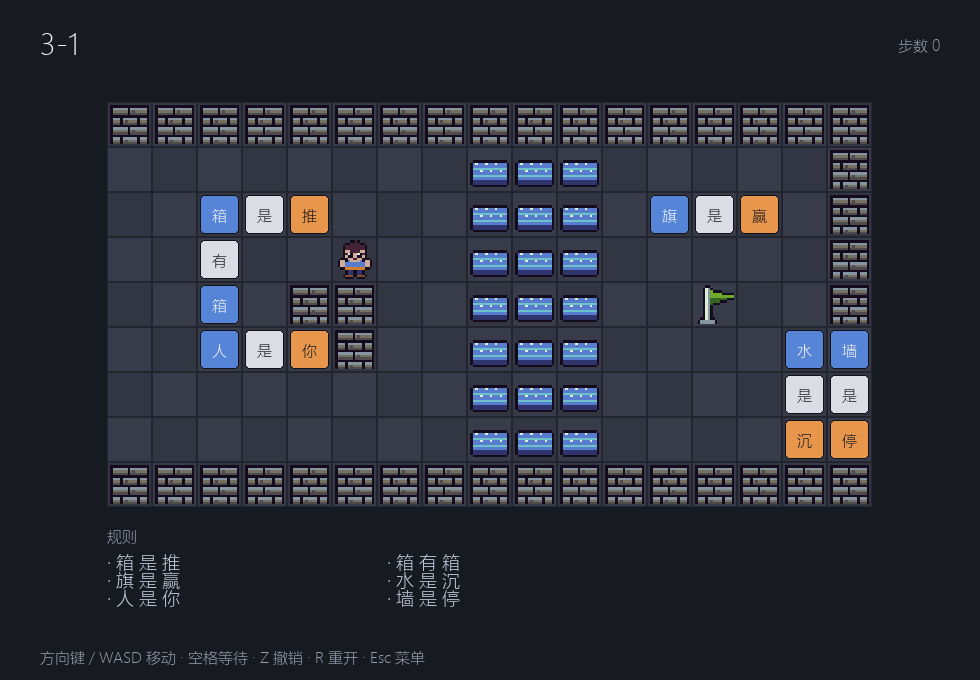 3-1
步数 0
箱 是 推
旗 是 赢
有
箱
人 是 你
水 墙
是 是
沉 停
规则
· 箱 是 推
· 箱 有 箱
· 旗 是 赢
· 水 是 沉
· 人 是 你
· 墙 是 停
方向键 / WASD 移动 · 空格等待 · Z 撤销 · R 重开 · Esc 菜单